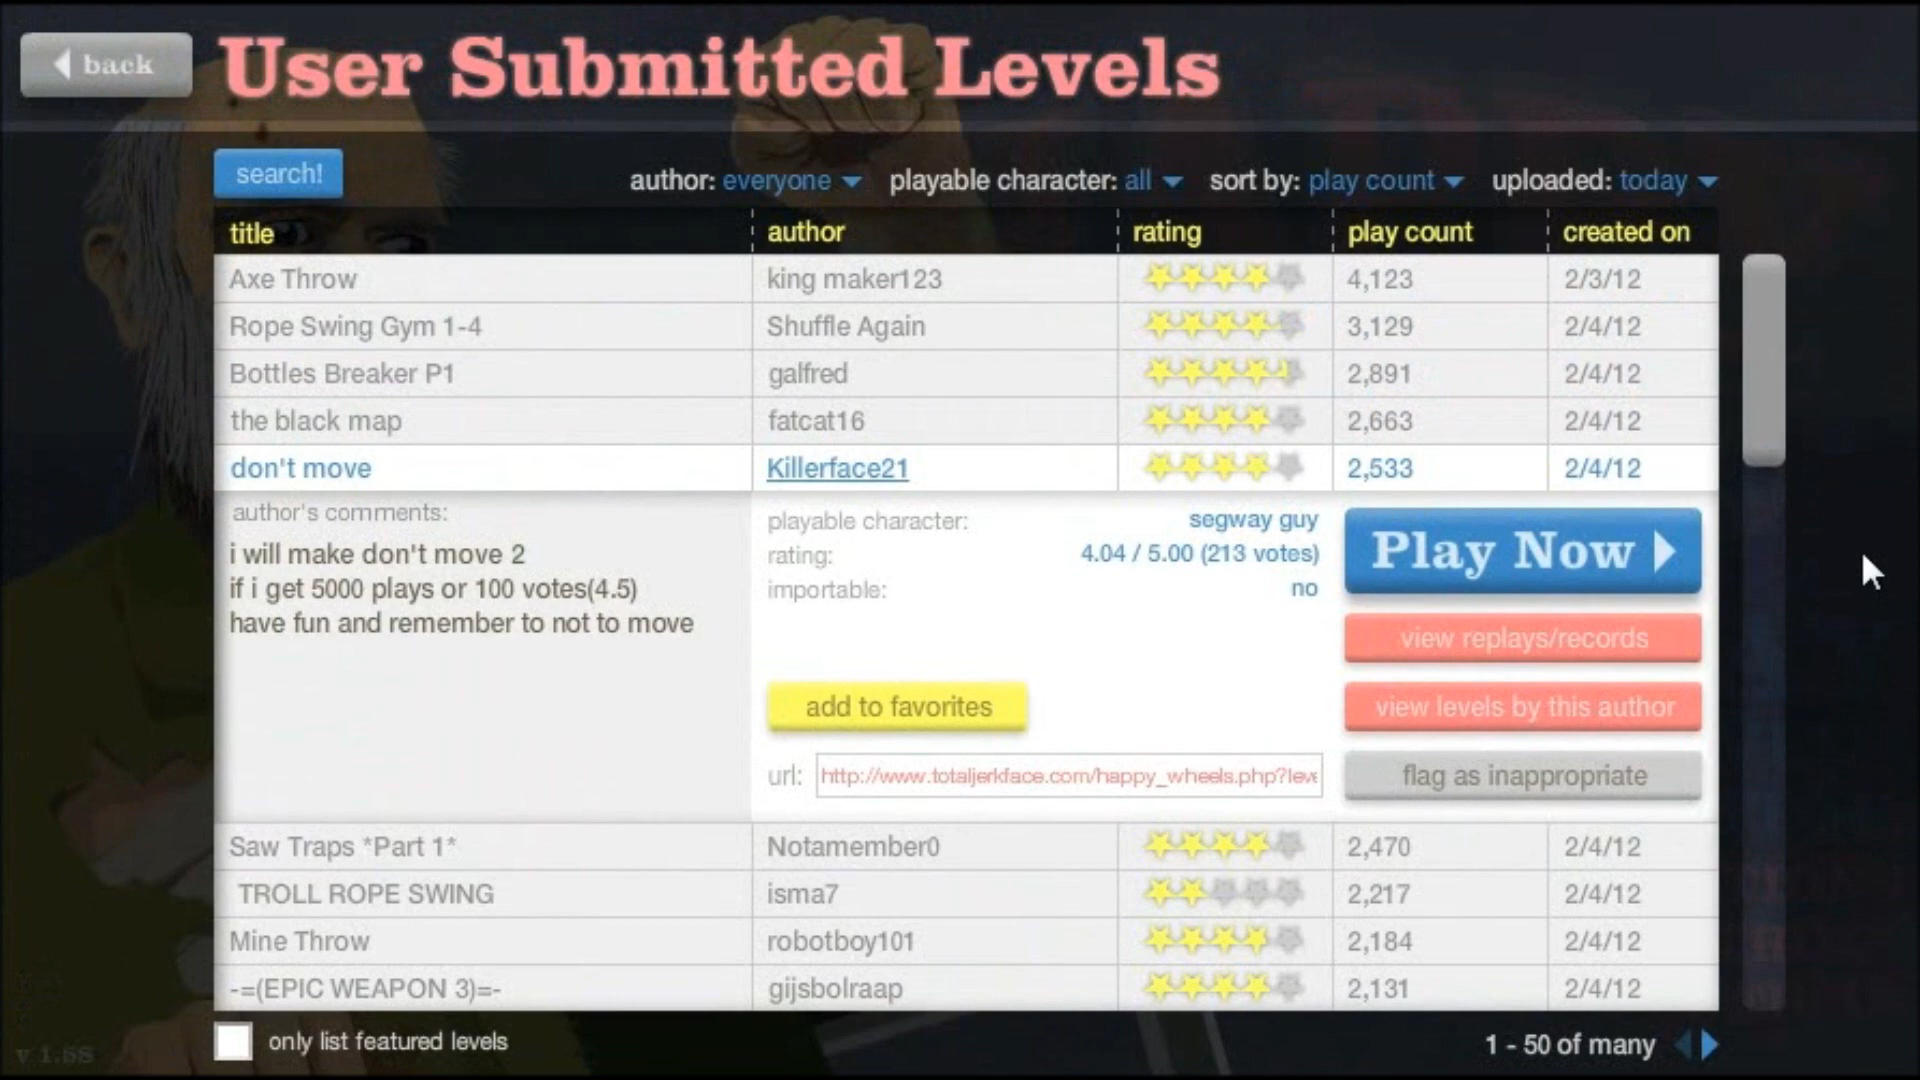 back
User Submitted Levels
search!
author: everyone playable character: all sort by: play count uploaded: today
title author rating play count created on
Axe Throw king maker123 4,123 2/3/12
Rope Swing Gym 1-4 Shuffle Again 3,129 2/4/12
Bottles Breaker P1 galfred 2,891 2/4/12
the black map fatcat16 2,663 2/4/12
don't move Killerface21 2,533 2/4/12
author's comments:
i will make don't move 2
if i get 5000 plays or 100 votes(4.5)
have fun and remember to not to move
playable character: segway guy
rating: 4.04 / 5.00 (213 votes)
importable: no
add to favorites
url: http://www.totaljerkface.com/happy_wheels.php?leve
Play Now
view replays/records
view levels by this author
flag as inappropriate
Saw Traps *Part 1* Notamember0 2,470 2/4/12
TROLL ROPE SWING isma7 2,217 2/4/12
Mine Throw robotboy101 2,184 2/4/12
-=(EPIC WEAPON 3)=- gijsbolraap 2,131 2/4/12
only list featured levels
1 - 50 of many